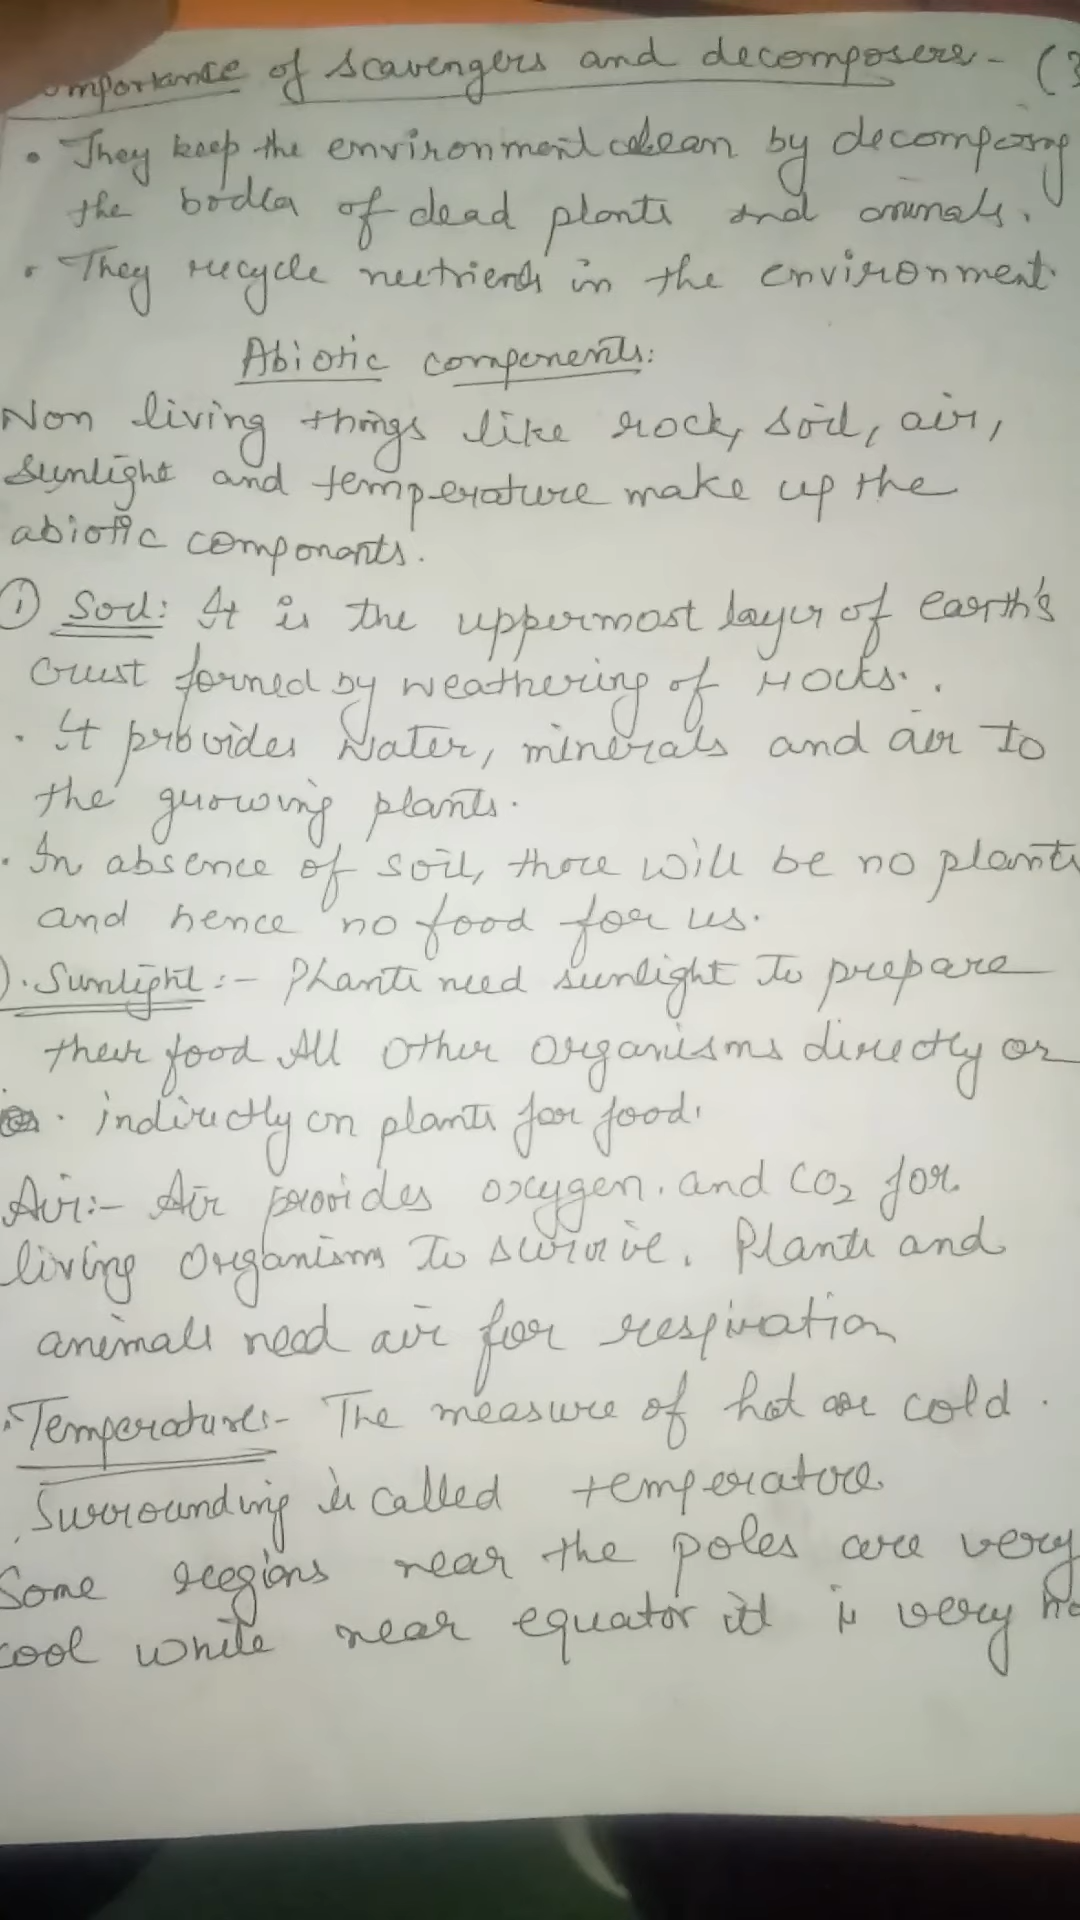 Importance of scavengers and decomposers - (3
• They keep the environment clean by decomposing
the bodies of dead plants and animals.
• They recycle neutrients in the environment
Abiotic components:
Non living things like rock, soil, air,
sunlight and temperature make up the
abiotic components.
① Soil: It is the uppermost layer of earth's
crust formed by weathering of rocks.
• It provides water, minerals and air to
the growing plants.
• In absence of soil, there will be no plants
and hence no food for us.
). Sunlight :- Plants need sunlight to prepare
their food All other organisms directly or
indirectly on plants for food.
Air:- Air provides oxygen. and CO2 for
living organisms to survive. Plants and
animals need air for respiration
• Temperature:- The measure of hot or cold.
Surrounding is called temperature.
Some regions near the poles are very
cool while near equator it is very ho